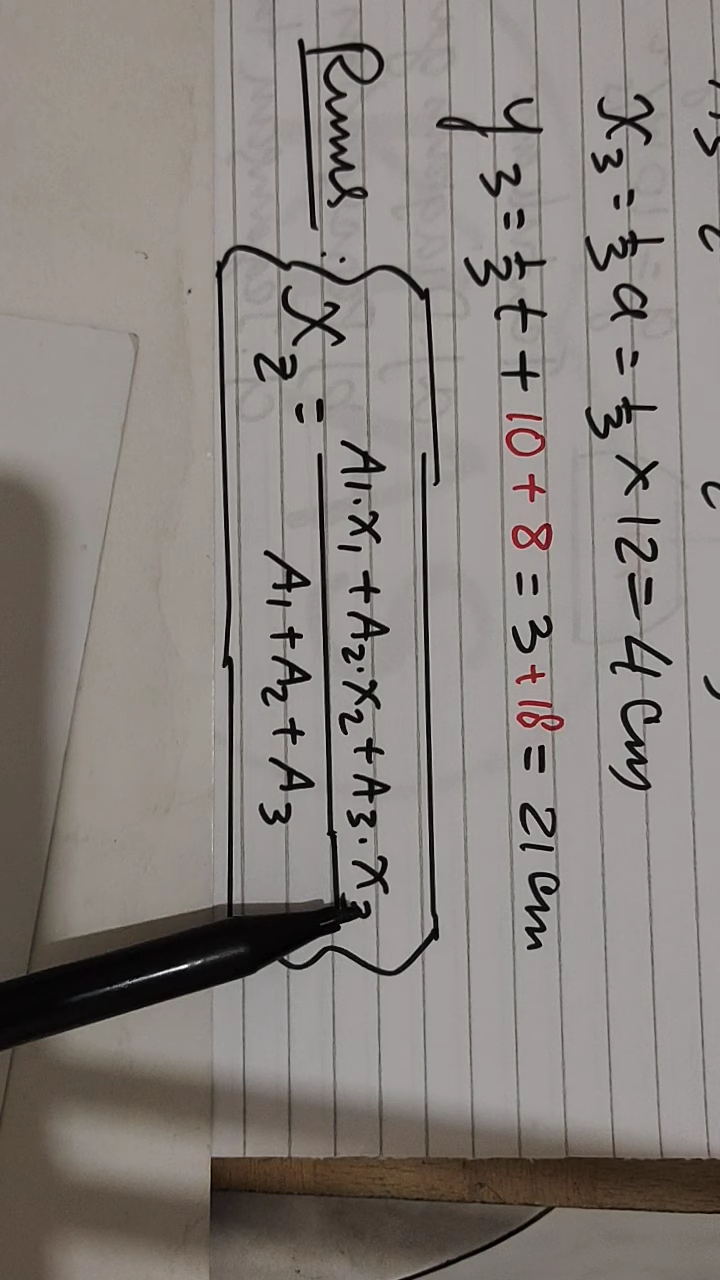 x₃ = ⅓ a = ⅓ × 12 = 4 cm
y₃ = ⅓ t + 10 + 8 = 3 + 18 = 21 cm
Rumus : X₂ = A₁.x₁ + A₂.x₂ + A₃.x₃
A₁ + A₂ + A₃